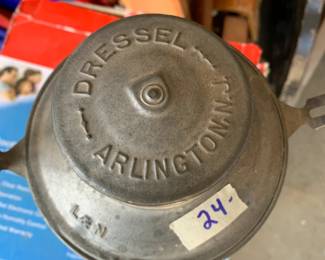 DRESSEL
ARLINGTON N.J.
L&N
24-